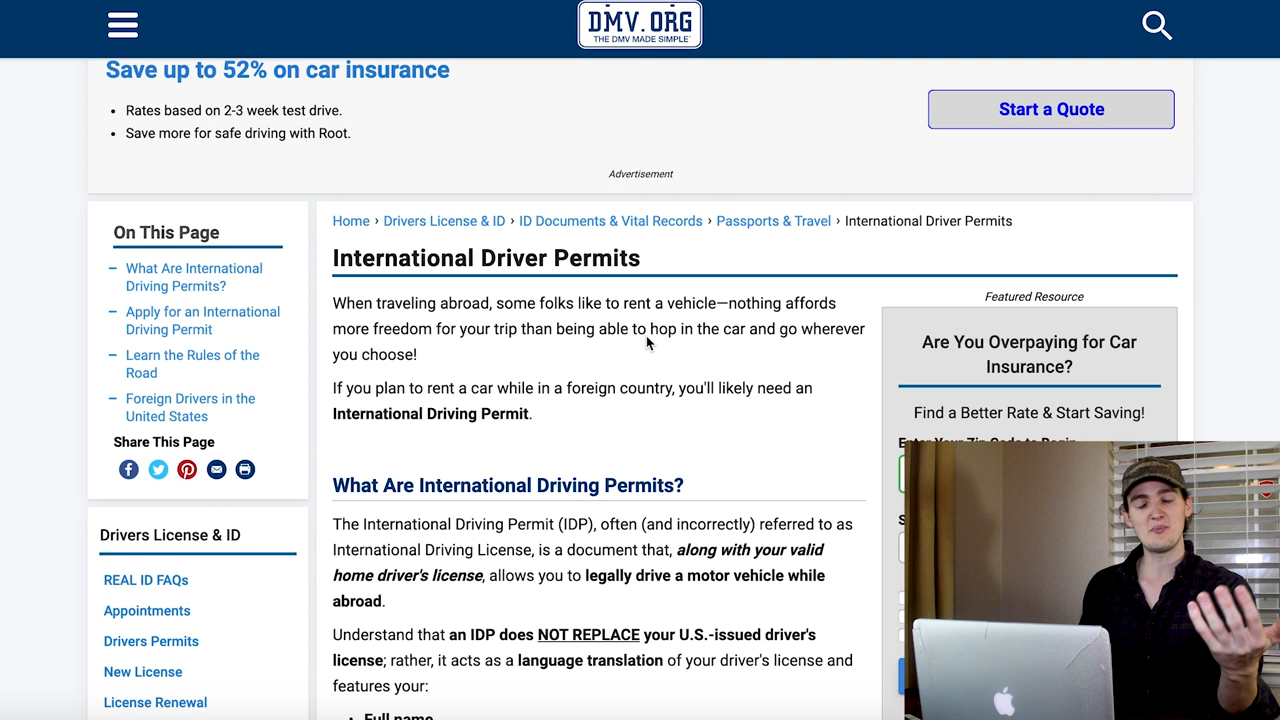 DMV.ORG
THE DMV MADE SIMPLE
Save up to 52% on car insurance
• Rates based on 2-3 week test drive.
• Save more for safe driving with Root.
Start a Quote
Advertisement
On This Page
– What Are International
Driving Permits?
– Apply for an International
Driving Permit
– Learn the Rules of the
Road
– Foreign Drivers in the
United States
Share This Page
Drivers License & ID
REAL ID FAQs
Appointments
Drivers Permits
New License
License Renewal
Home › Drivers License & ID › ID Documents & Vital Records › Passports & Travel › International Driver Permits
International Driver Permits
When traveling abroad, some folks like to rent a vehicle—nothing affords
more freedom for your trip than being able to hop in the car and go wherever
you choose!
If you plan to rent a car while in a foreign country, you'll likely need an
International Driving Permit.
What Are International Driving Permits?
The International Driving Permit (IDP), often (and incorrectly) referred to as
International Driving License, is a document that, along with your valid
home driver's license, allows you to legally drive a motor vehicle while
abroad.
Understand that an IDP does NOT REPLACE your U.S.-issued driver's
license; rather, it acts as a language translation of your driver's license and
features your:
• Full name
Featured Resource
Are You Overpaying for Car
Insurance?
Find a Better Rate & Start Saving!
Enter Your Zip Code to Begin